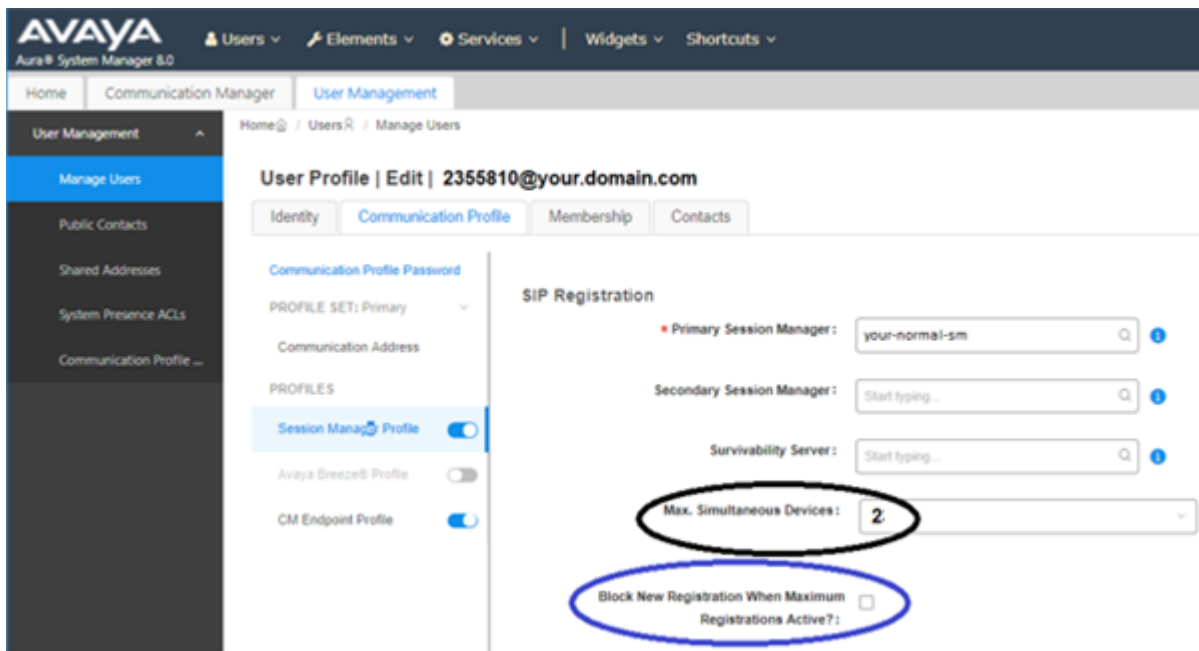 AVAYA
Aura® System Manager 8.0
Users Elements Services | Widgets Shortcuts
Home Communication Manager User Management
User Management
Manage Users
Public Contacts
Shared Addresses
System Presence ACLs
Communication Profile ...
Home / Users / Manage Users
User Profile | Edit | 2355810@your.domain.com
Identity Communication Profile Membership Contacts
Communication Profile Password
PROFILE SET: Primary
Communication Address
PROFILES
Session Manager Profile
Avaya Breeze® Profile
CM Endpoint Profile
SIP Registration
* Primary Session Manager: your-normal-sm
Secondary Session Manager: Start typing...
Survivability Server: Start typing...
Max. Simultaneous Devices: 2
Block New Registration When Maximum
Registrations Active?: